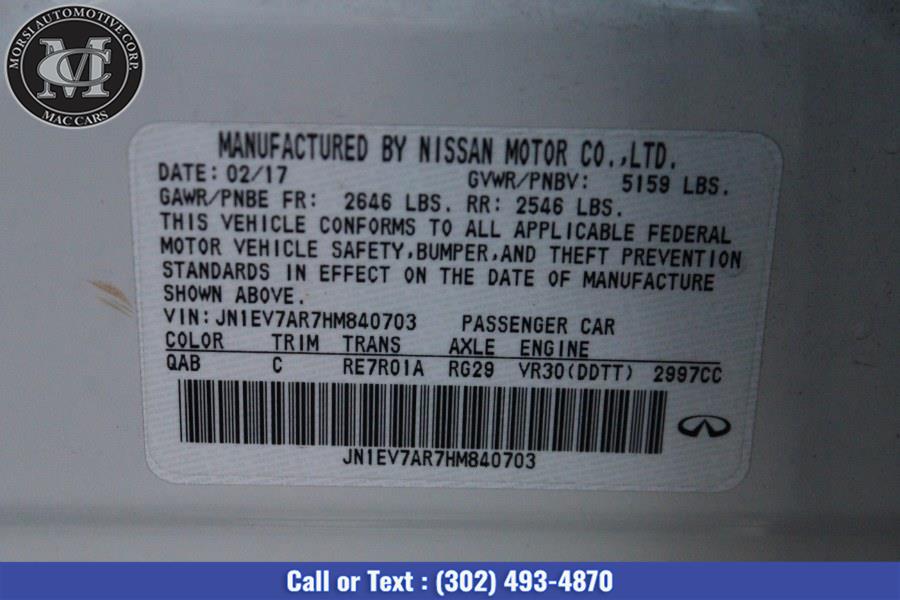 MORSI AUTOMOTIVE CORP.
MC
MAC CARS
MANUFACTURED BY NISSAN MOTOR CO.,LTD.
DATE: 02/17 GVWR/PNBV: 5159 LBS.
GAWR/PNBE FR: 2646 LBS. RR: 2546 LBS.
THIS VEHICLE CONFORMS TO ALL APPLICABLE FEDERAL
MOTOR VEHICLE SAFETY,BUMPER,AND THEFT PREVENTION
STANDARDS IN EFFECT ON THE DATE OF MANUFACTURE
SHOWN ABOVE.
VIN:JN1EV7AR7HM840703 PASSENGER CAR
COLOR TRIM TRANS AXLE ENGINE
QAB C RE7R01A RG29 VR30(DDTT) 2997CC
JN1EV7AR7HM840703
Call or Text : (302) 493-4870